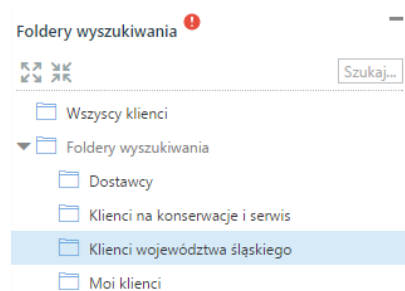 Foldery wyszukiwania
Szukaj...
Wszyscy klienci
Foldery wyszukiwania
Dostawcy
Klienci na konserwacje i serwis
Klienci województwa śląskiego
Moi klienci